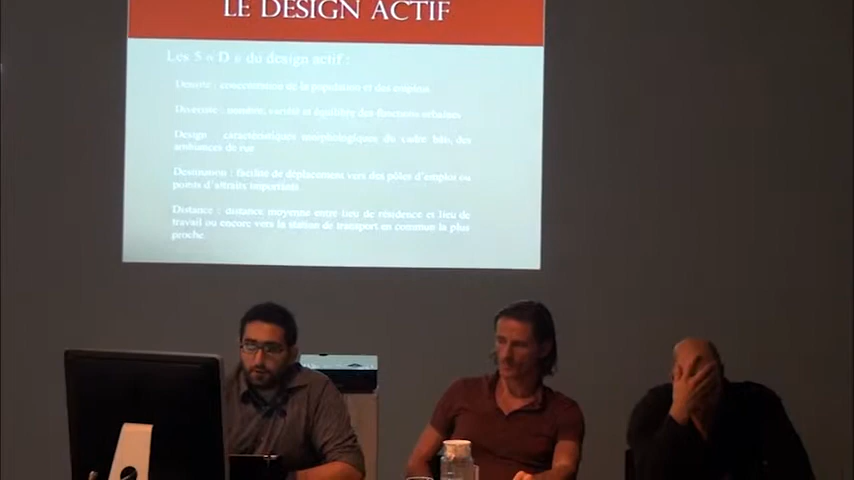 LE DESIGN ACTIF
Les 5 « D » du design actif :
Densité : concentration de la population et des emplois
Diversité : nombre, variété et équilibre des fonctions urbaines
Design : caractéristiques morphologiques du cadre bâti, des
ambiances de rue
Destination : facilité de déplacement vers des pôles d'emploi ou
points d'attraits importants
Distance : distance moyenne entre lieu de résidence et lieu de
travail ou encore vers la station de transport en commun la plus
proche.